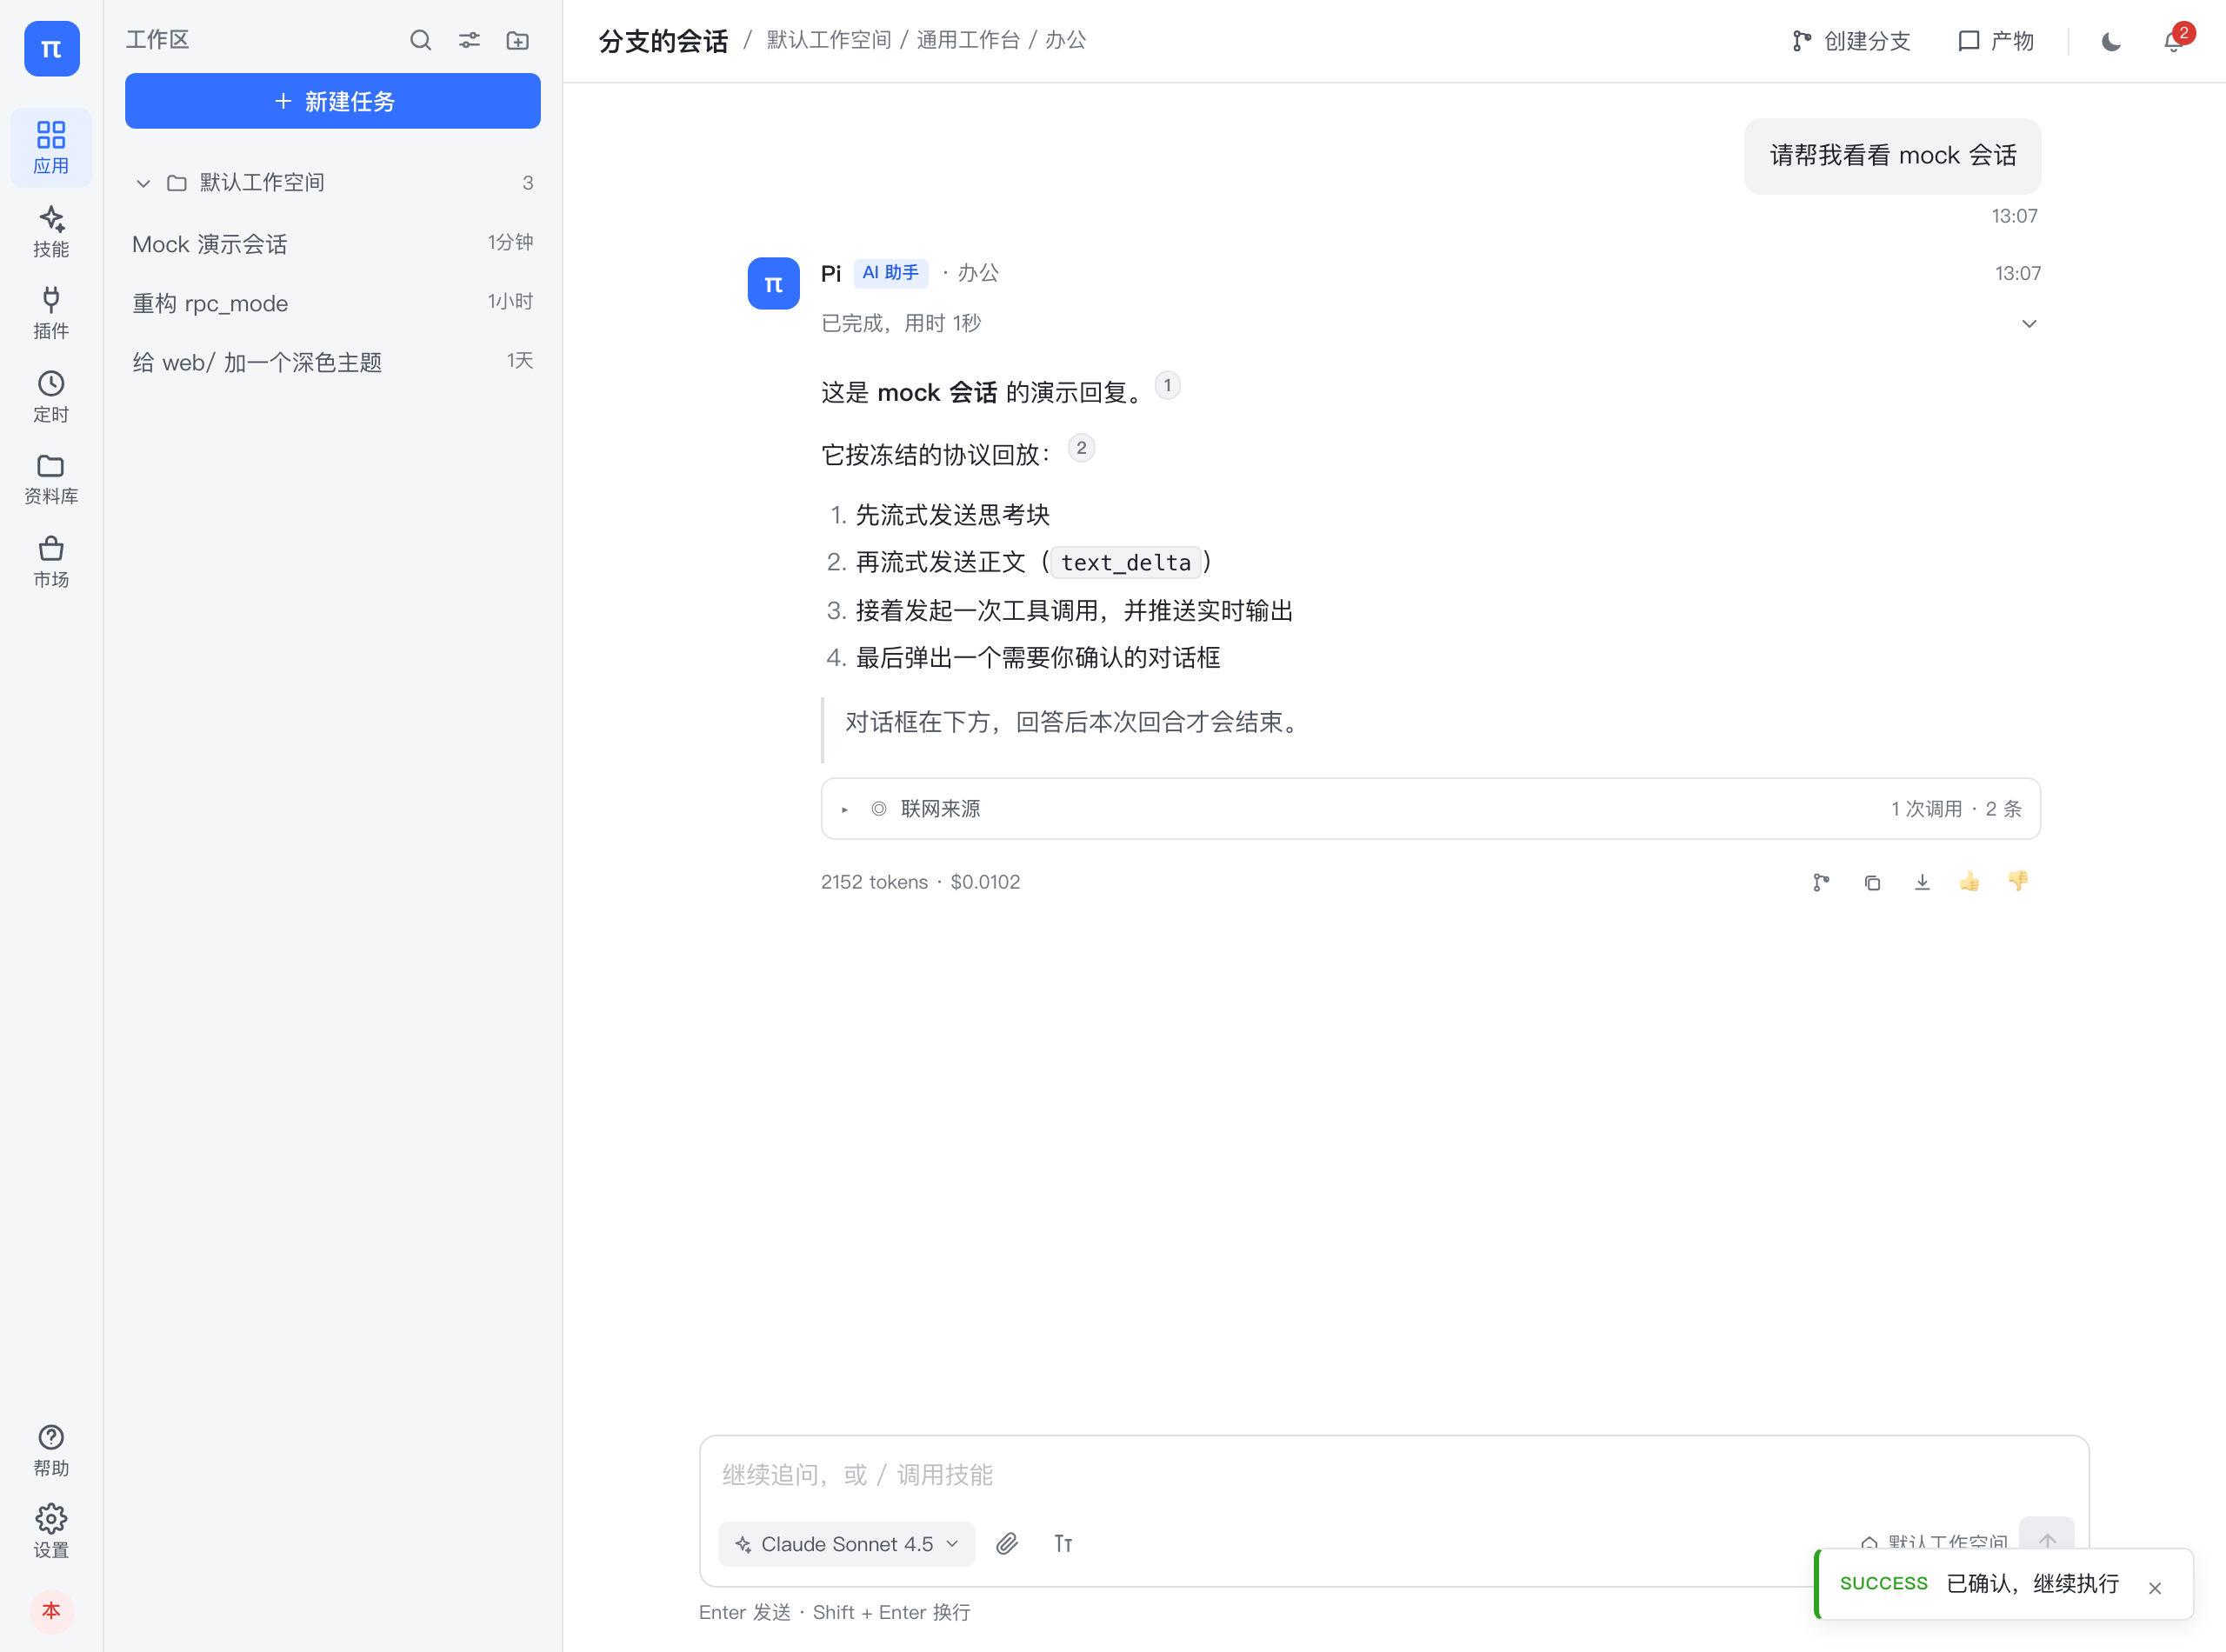 π
应用
技能
插件
定时
资料库
市场
帮助
设置
本
工作区
+ 新建任务
默认工作空间 3
Mock 演示会话 1分钟
重构 rpc_mode 1小时
给 web/ 加一个深色主题 1天
分支的会话 / 默认工作空间 / 通用工作台 / 办公
创建分支 产物 2
请帮我看看 mock 会话
13:07
π Pi AI 助手 · 办公 13:07
已完成，用时 1秒
这是 mock 会话 的演示回复。 1
它按冻结的协议回放： 2
1. 先流式发送思考块
2. 再流式发送正文（text_delta）
3. 接着发起一次工具调用，并推送实时输出
4. 最后弹出一个需要你确认的对话框
对话框在下方，回答后本次回合才会结束。
联网来源 1 次调用 · 2 条
2152 tokens · $0.0102
继续追问，或 / 调用技能
Claude Sonnet 4.5 Tт 默认工作空间
SUCCESS 已确认，继续执行 ×
Enter 发送 · Shift + Enter 换行